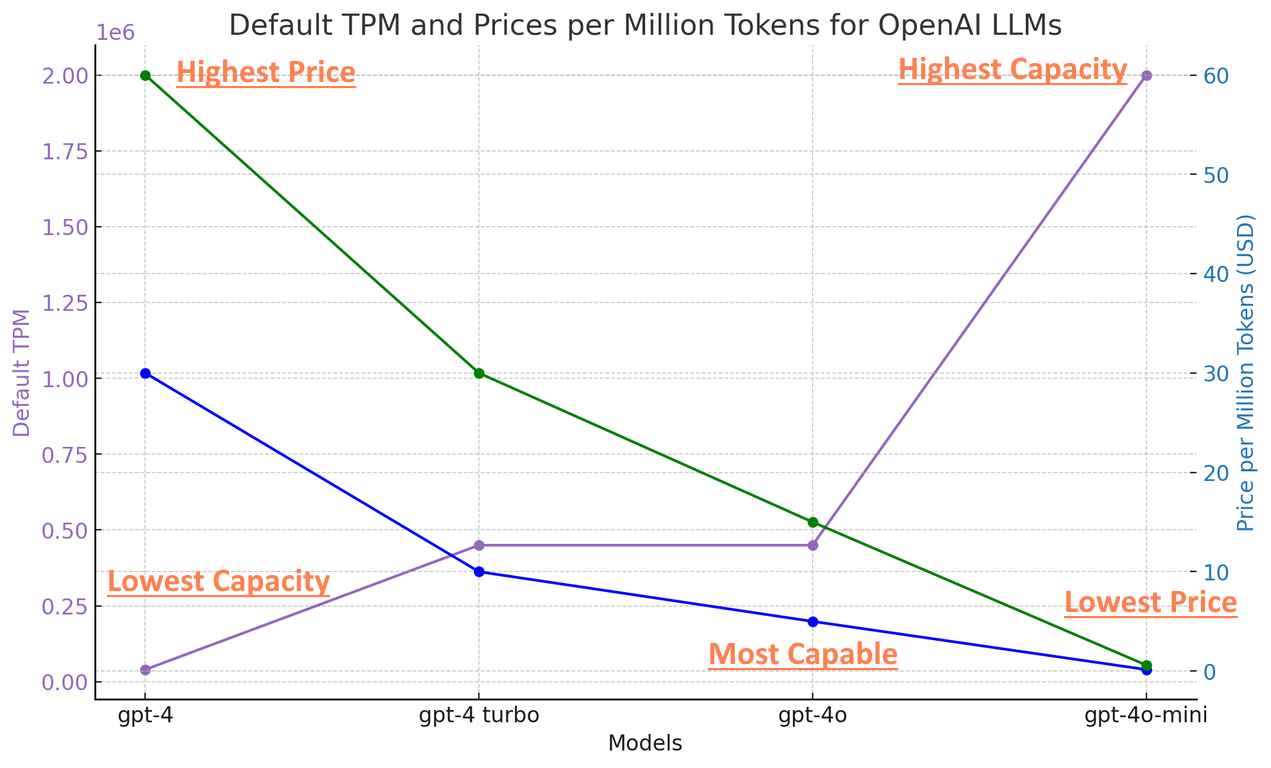 Default TPM and Prices per Million Tokens for OpenAI LLMs
1e6
Highest Price
Highest Capacity
Lowest Capacity
Most Capable
Lowest Price
Default TPM
2.00
1.75
1.50
1.25
1.00
0.75
0.50
0.25
0.00
Price per Million Tokens (USD)
60
50
40
30
20
10
0
gpt-4
gpt-4 turbo
gpt-4o
gpt-4o-mini
Models